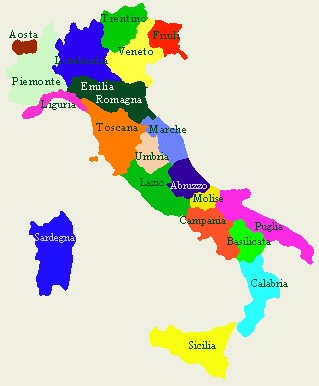 Trentino
Aosta
Friuli
Veneto
Lombardia
Piemonte
Emilia
Romagna
Liguria
Toscana
Marche
Umbria
Lazio
Abruzzo
Molise
Campania
Puglia
Basilicata
Sardegna
Calabria
Sicilia